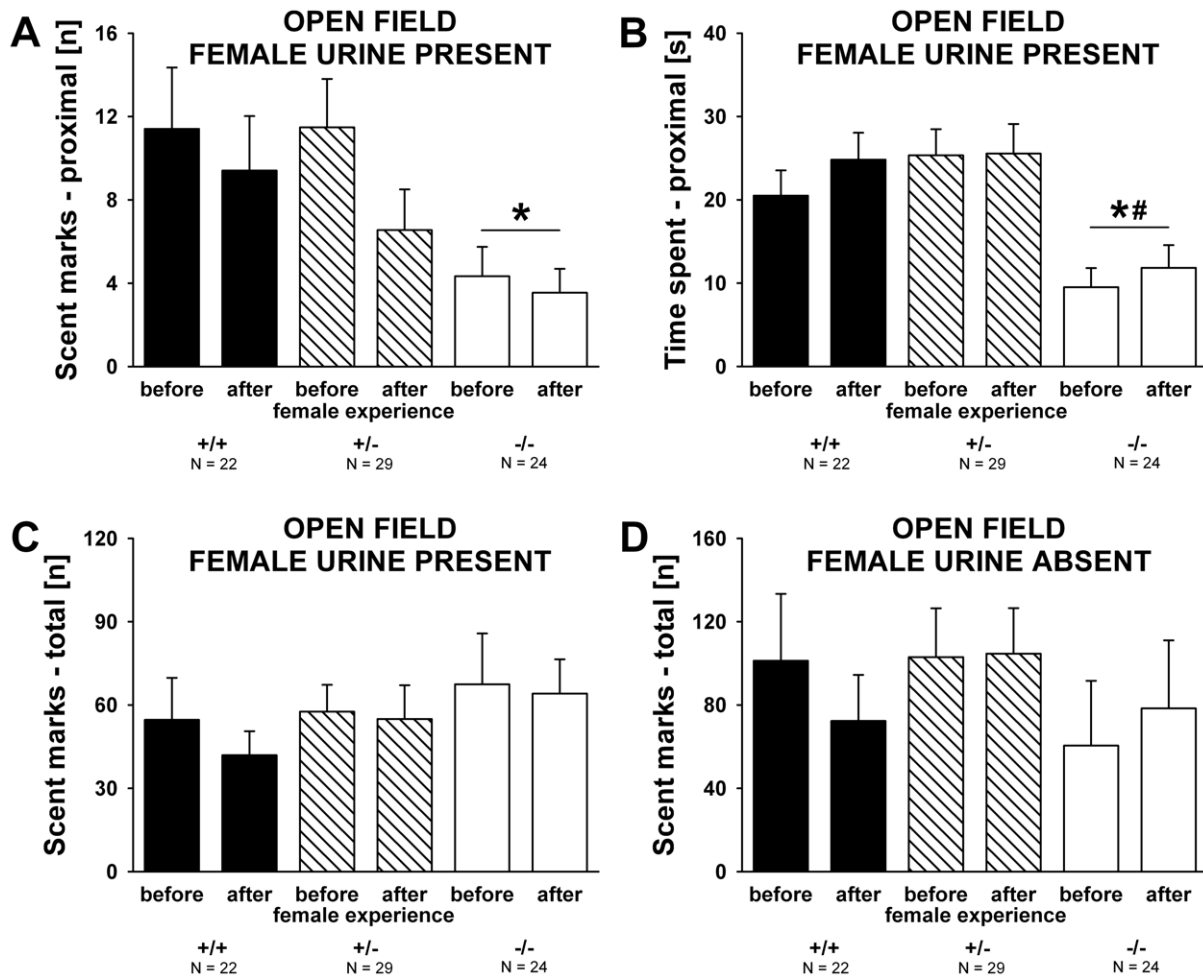 A
OPEN FIELD
FEMALE URINE PRESENT
Scent marks - proximal [n]
16
12
8
4
0
*
before after before after before after
female experience
+/+ +/- -/-
N = 22 N = 29 N = 24
B
OPEN FIELD
FEMALE URINE PRESENT
Time spent - proximal [s]
40
30
20
10
0
*#
before after before after before after
female experience
+/+ +/- -/-
N = 22 N = 29 N = 24
C
OPEN FIELD
FEMALE URINE PRESENT
Scent marks - total [n]
120
90
60
30
0
before after before after before after
female experience
+/+ +/- -/-
N = 22 N = 29 N = 24
D
OPEN FIELD
FEMALE URINE ABSENT
Scent marks - total [n]
160
120
80
40
0
before after before after before after
female experience
+/+ +/- -/-
N = 22 N = 29 N = 24